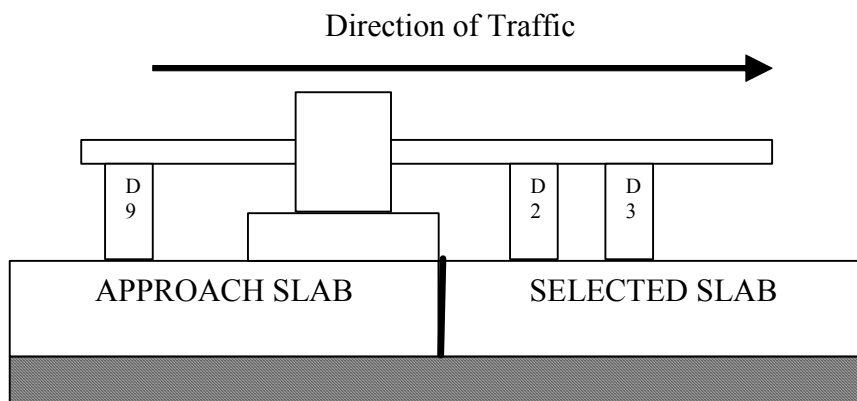 Direction of Traffic
D
9
D
2
D
3
APPROACH SLAB
SELECTED SLAB